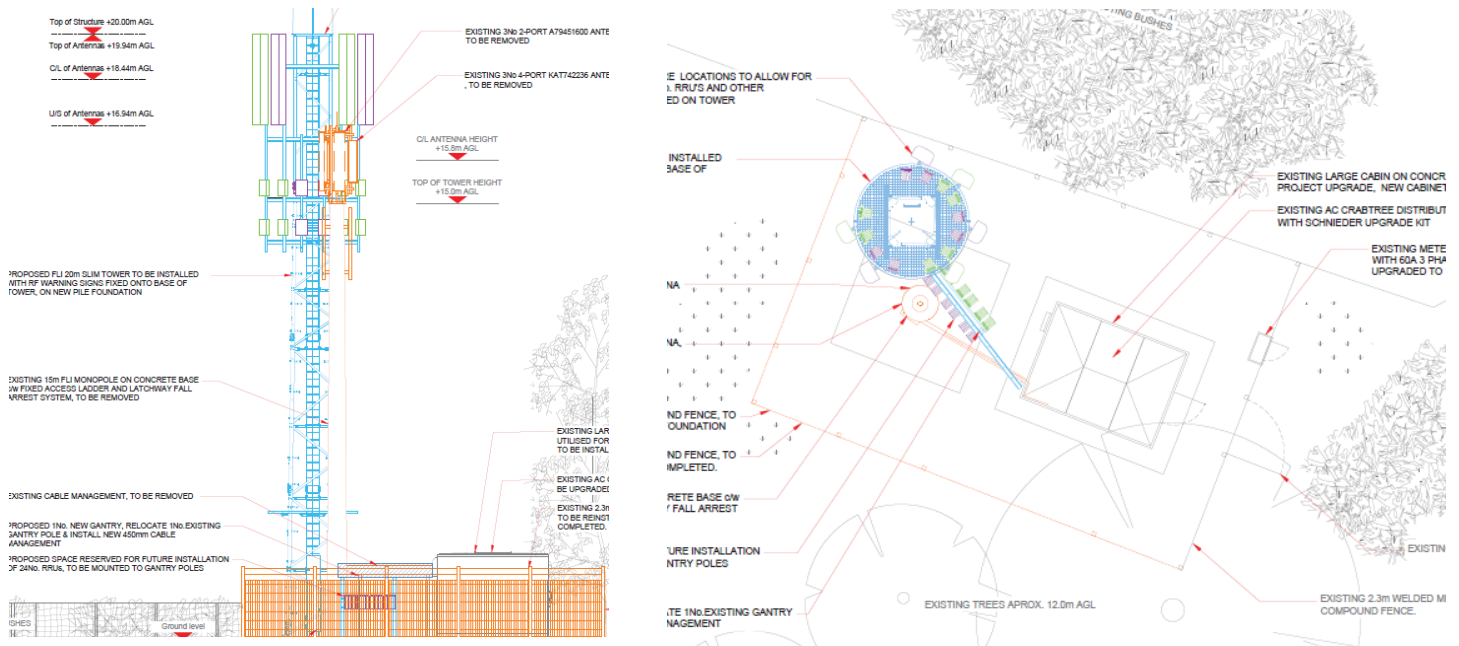 Top of Structure +20.00m AGL
Top of Antennas +19.94m AGL
C/L of Antennas +18.44m AGL
U/S of Antennas +16.94m AGL
EXISTING 3No 2-PORT A79451600 ANTE
TO BE REMOVED
EXISTING 3No 4-PORT KAT742236 ANTE
, TO BE REMOVED
C/L ANTENNA HEIGHT
+15.8m AGL
TOP OF TOWER HEIGHT
+15.0m AGL
PROPOSED FLI 20m SLIM TOWER TO BE INSTALLED
WITH RF WARNING SIGNS FIXED ONTO BASE OF
TOWER, ON NEW PILE FOUNDATION
EXISTING 15m FLI MONOPOLE ON CONCRETE BASE
c/w FIXED ACCESS LADDER AND LATCHWAY FALL
ARREST SYSTEM, TO BE REMOVED
EXISTING LAR
UTILISED FOR
TO BE INSTAL
EXISTING CABLE MANAGEMENT, TO BE REMOVED
EXISTING AC
BE UPGRADED
EXISTING 2.3m
TO BE REINST
COMPLETED.
PROPOSED 1No. NEW GANTRY, RELOCATE 1No.EXISTING
GANTRY POLE & INSTALL NEW 450mm CABLE
MANAGEMENT
PROPOSED SPACE RESERVED FOR FUTURE INSTALLATION
OF 24No. RRUs, TO BE MOUNTED TO GANTRY POLES
SHES
Ground level
STING BUSHES
RE LOCATIONS TO ALLOW FOR
. RRU'S AND OTHER
ED ON TOWER
INSTALLED
BASE OF
EXISTING LARGE CABIN ON CONCR
PROJECT UPGRADE, NEW CABINET
EXISTING AC CRABTREE DISTRIBUT
WITH SCHNIEDER UPGRADE KIT
EXISTING METE
WITH 60A 3 PHA
UPGRADED TO
NA
NA,
ND FENCE, TO
OUNDATION
ND FENCE, TO
OMPLETED.
CRETE BASE c/w
Y FALL ARREST
TURE INSTALLATION
NTRY POLES
ATE 1No.EXISTING GANTRY
NAGEMENT
EXISTING TREES APROX. 12.0m AGL
EXISTIN
EXISTING 2.3m WELDED ME
COMPOUND FENCE.